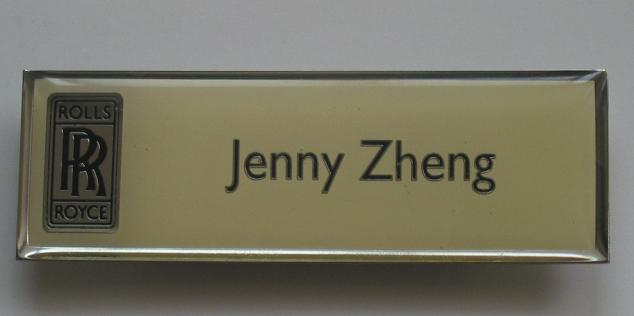 ROLLS
RR
ROYCE
Jenny Zheng